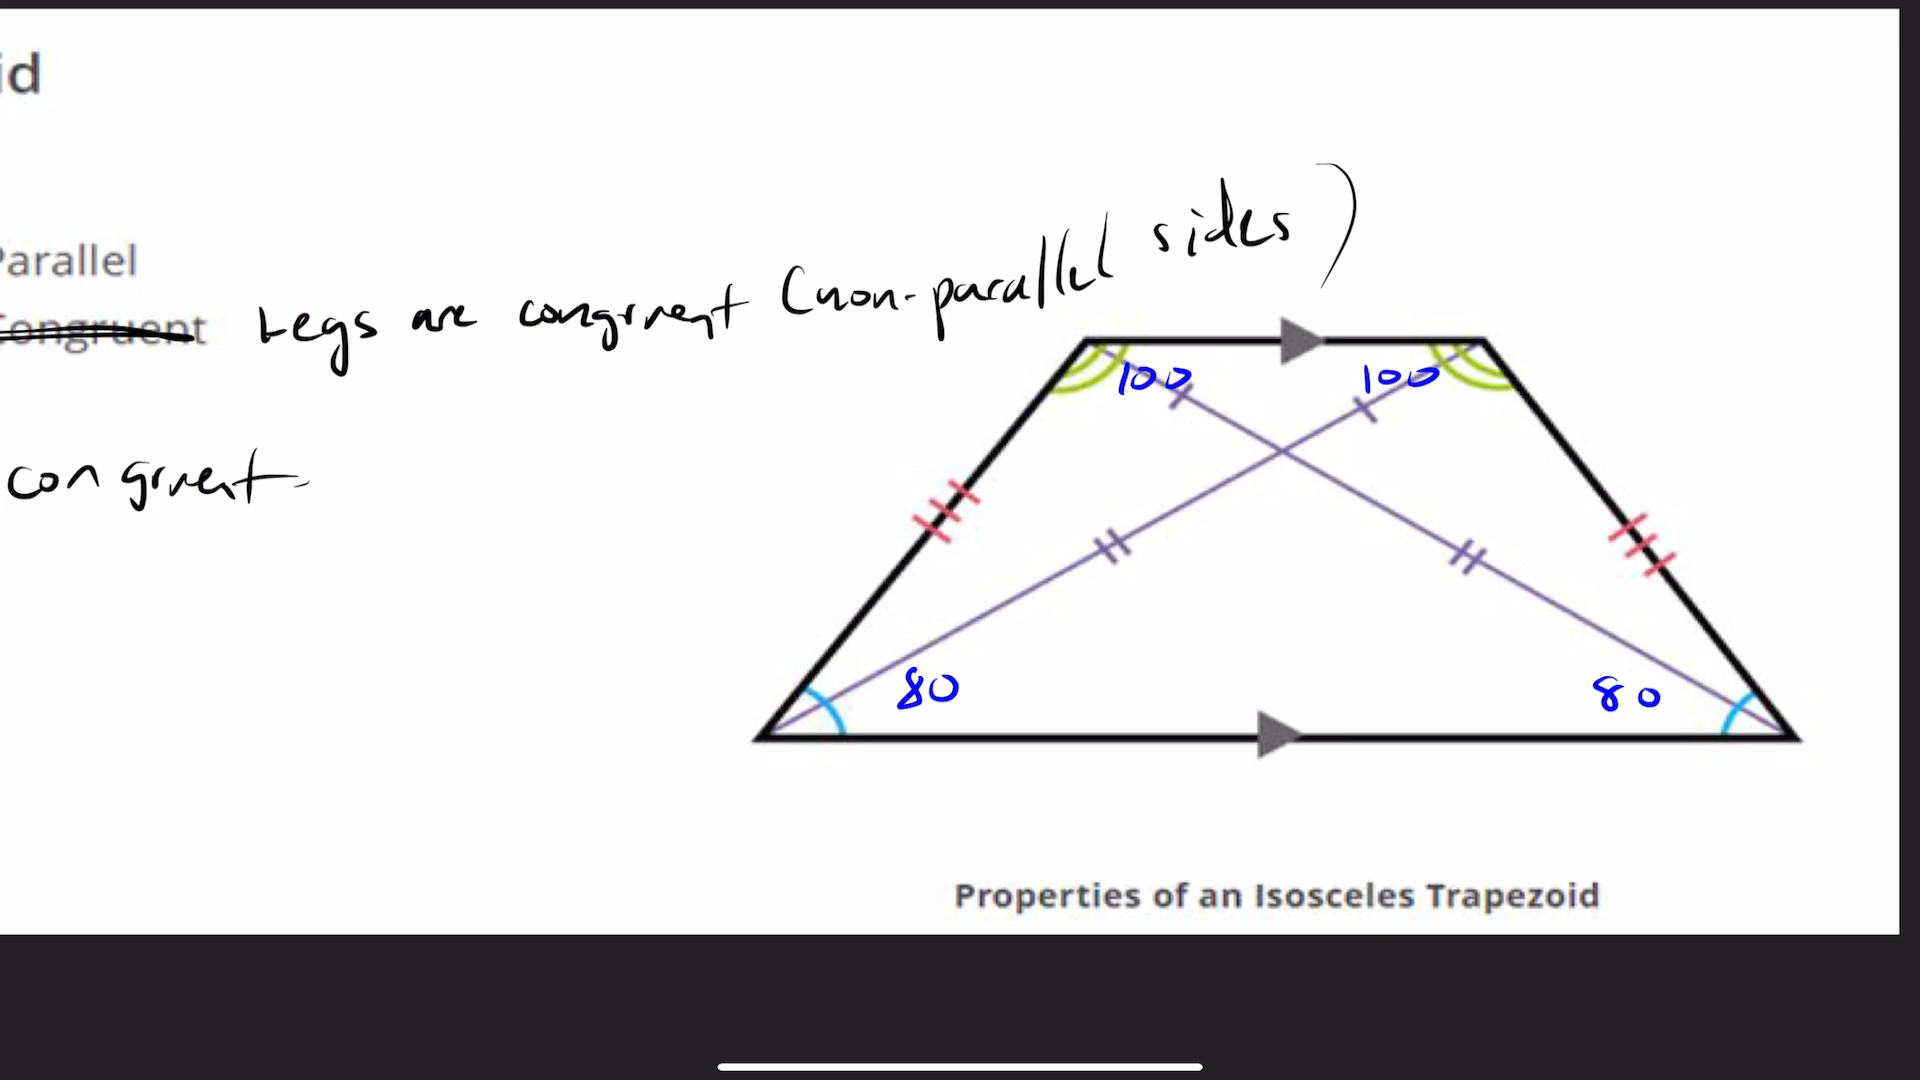 id
Parallel
Congruent Legs are congruent (non-parallel sides)
congruent.
100 100
80 80
Properties of an Isosceles Trapezoid